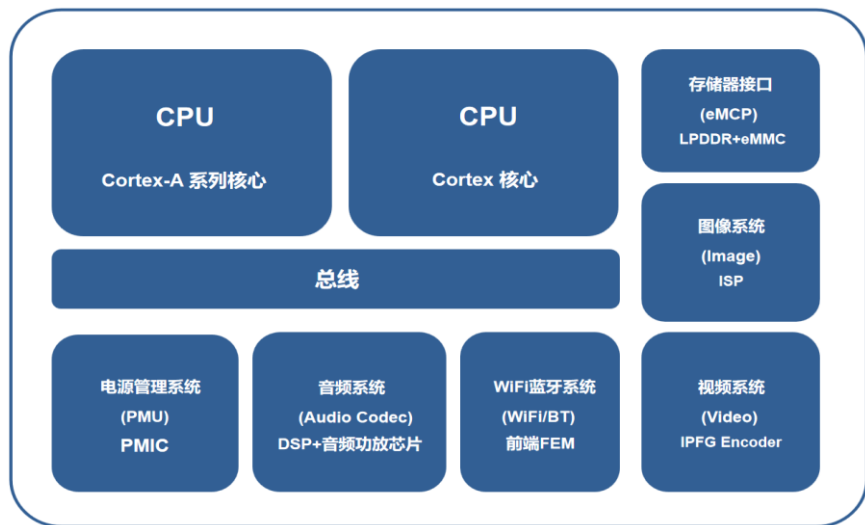 CPU
Cortex-A 系列核心
CPU
Cortex 核心
存储器接口
(eMCP)
LPDDR+eMMC
图像系统
(Image)
ISP
总线
电源管理系统
(PMU)
PMIC
音频系统
(Audio Codec)
DSP+音频功放芯片
WiFi蓝牙系统
(WiFi/BT)
前端FEM
视频系统
(Video)
IPFG Encoder